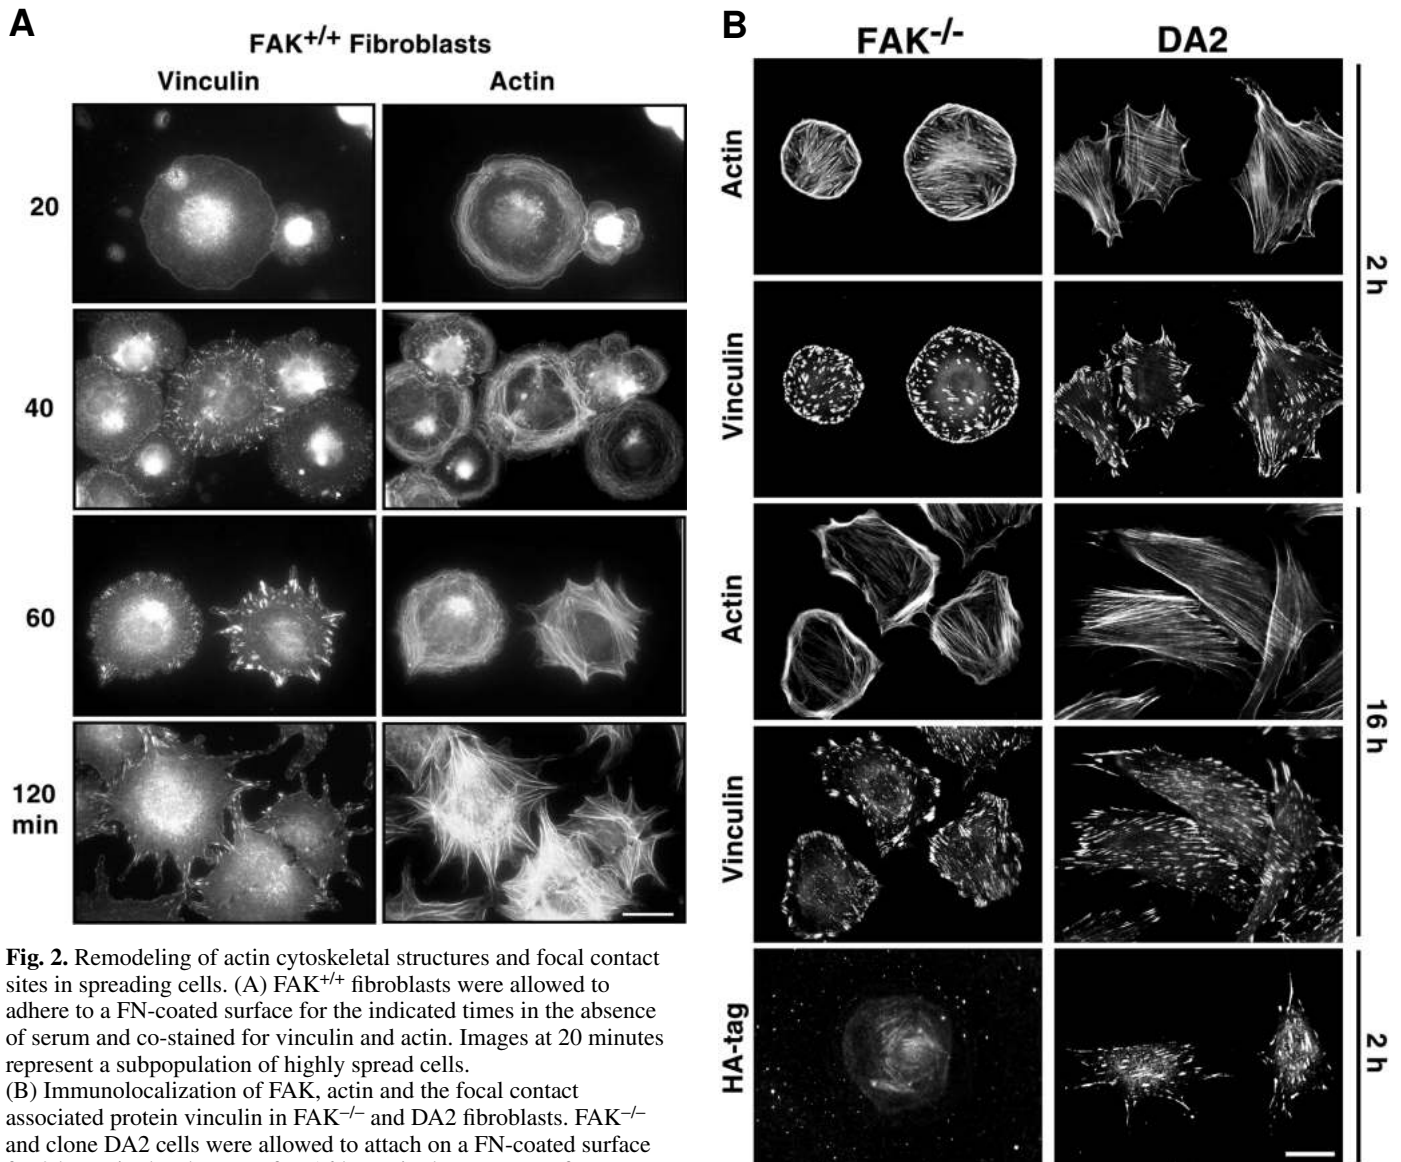 A
FAK+/+ Fibroblasts
Vinculin Actin
20
40
60
120
min
Fig. 2. Remodeling of actin cytoskeletal structures and focal contact
sites in spreading cells. (A) FAK+/+ fibroblasts were allowed to
adhere to a FN-coated surface for the indicated times in the absence
of serum and co-stained for vinculin and actin. Images at 20 minutes
represent a subpopulation of highly spread cells.
(B) Immunolocalization of FAK, actin and the focal contact
associated protein vinculin in FAK−/− and DA2 fibroblasts. FAK−/−
and clone DA2 cells were allowed to attach on a FN-coated surface
B
FAK-/- DA2
Actin
Vinculin
2 h
Actin
Vinculin
16 h
HA-tag
2 h